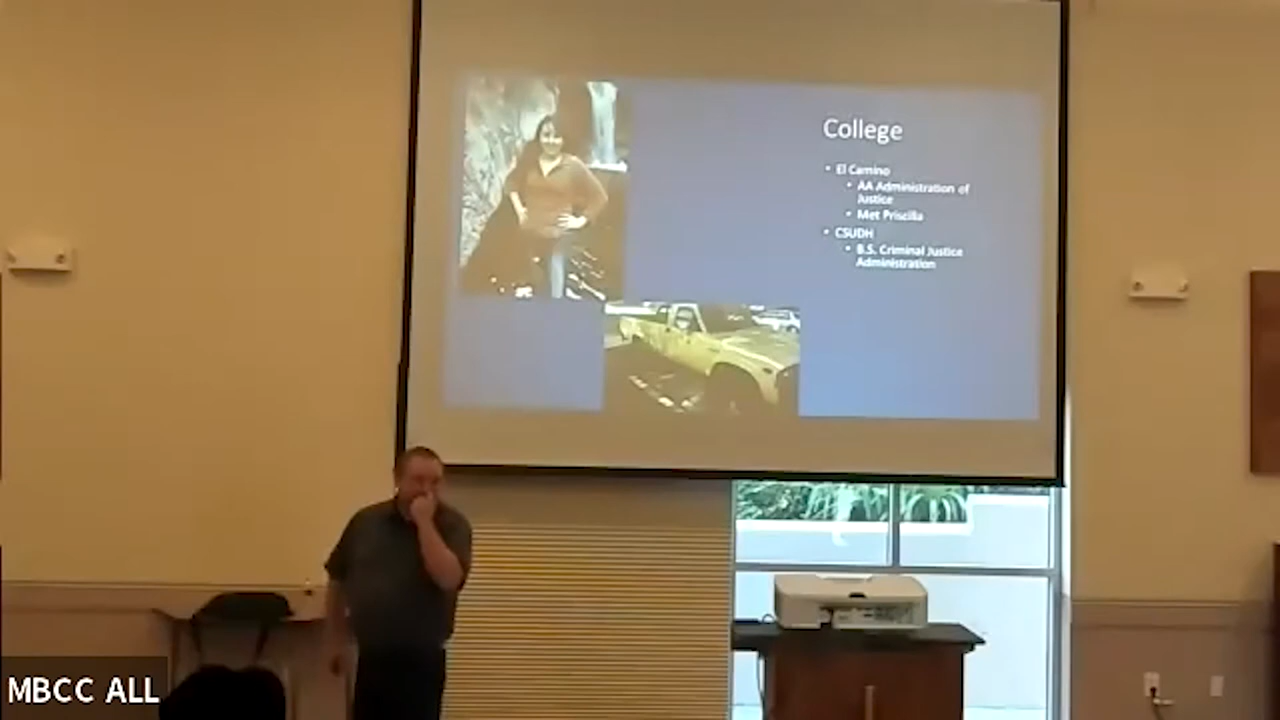 College
• El Camino
• AA Administration of
Justice
• Met Priscilla
• CSUDH
• B.S. Criminal Justice
Administration
MBCC ALL